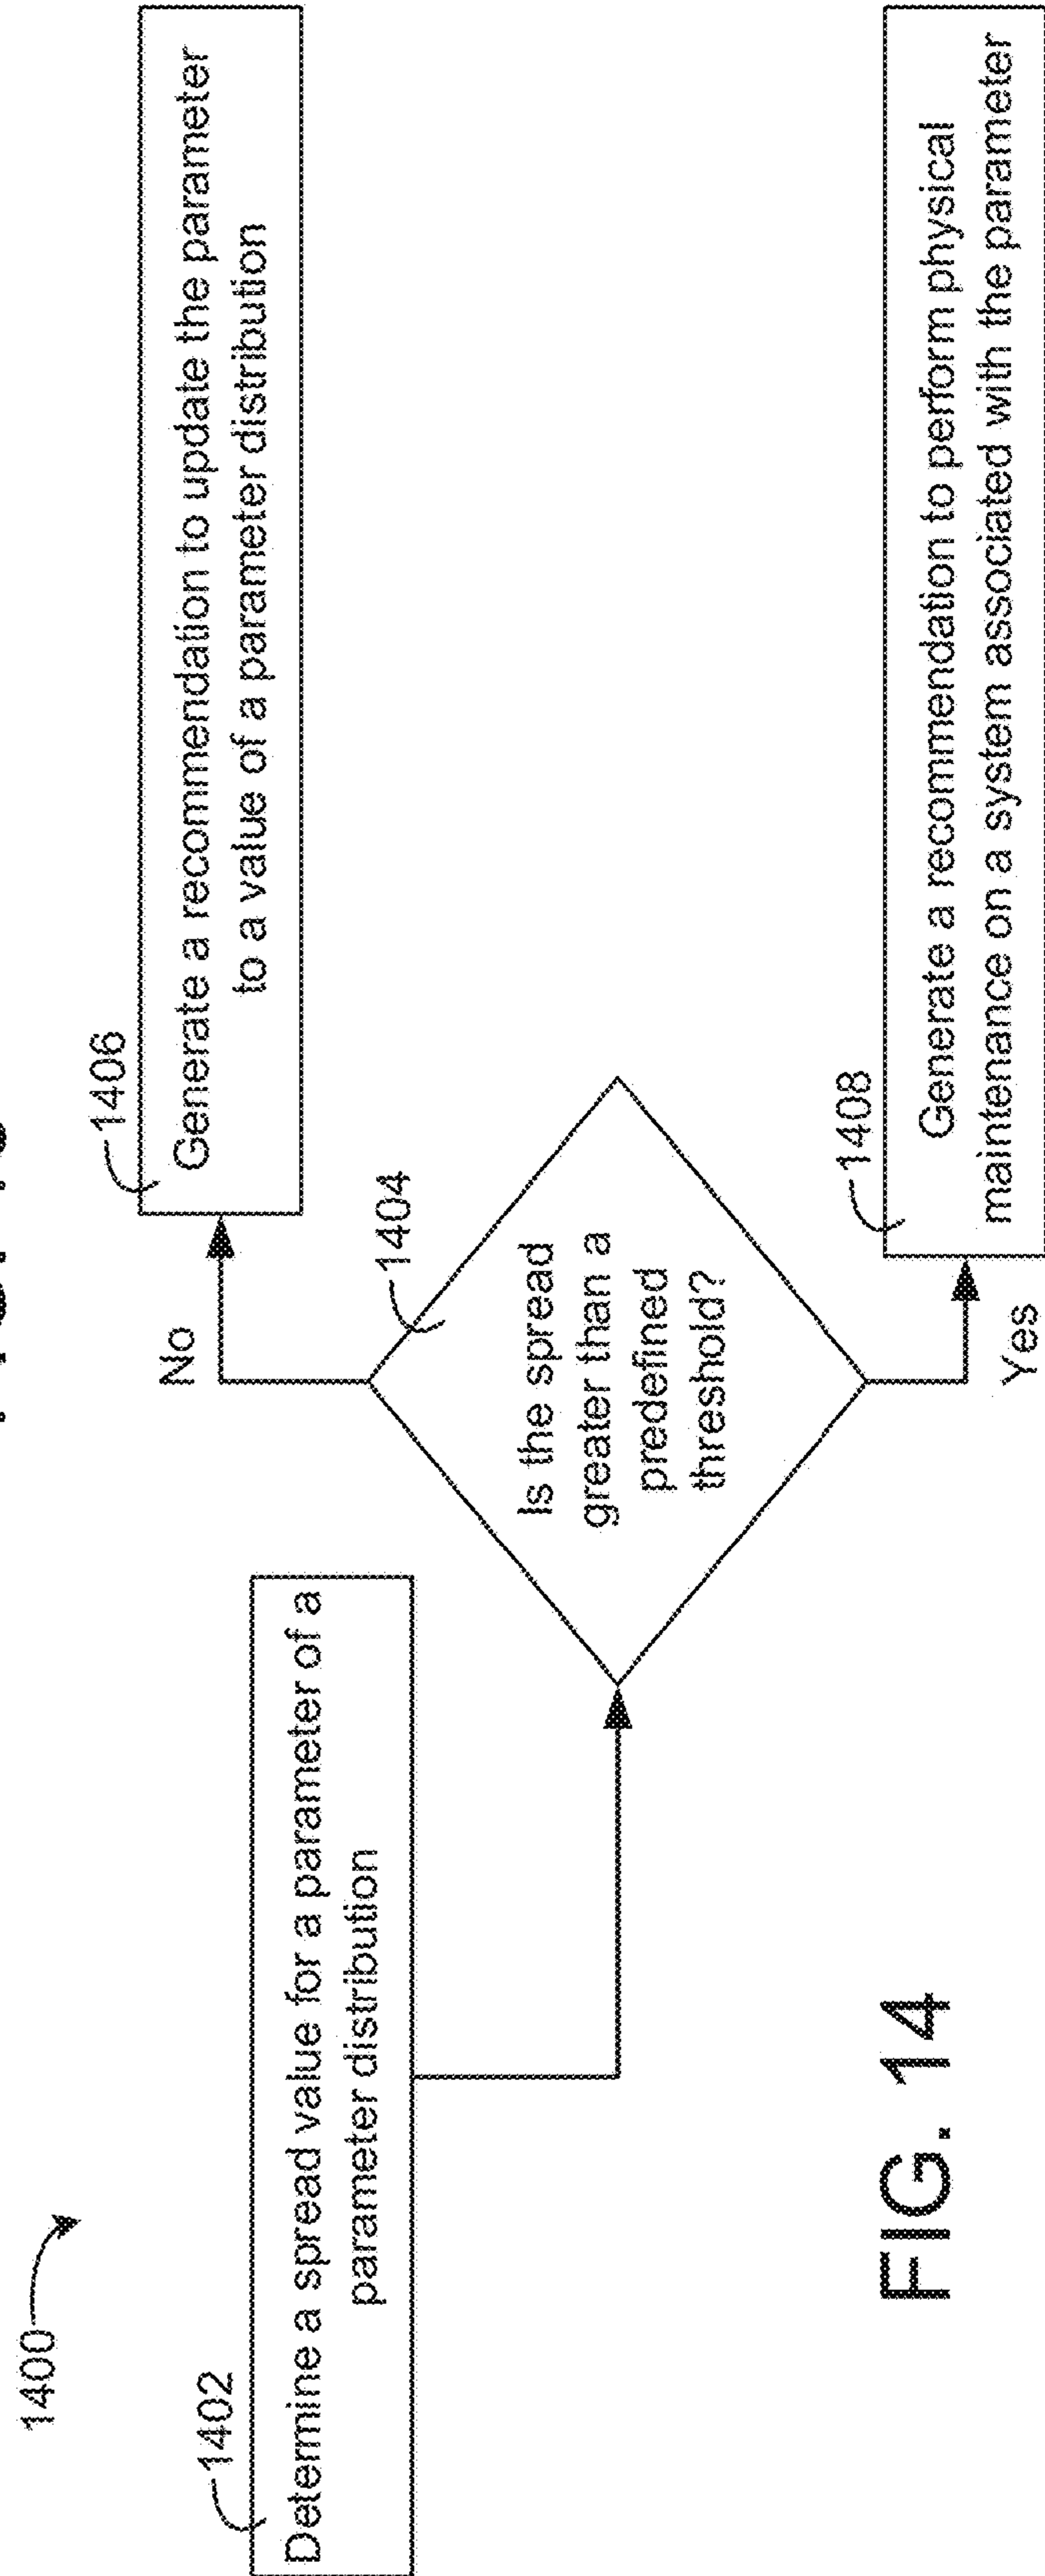 1400
1402
Determine a spread value for a parameter of a
parameter distribution
1404
Is the spread
greater than a
predefined
threshold?
No
1406
Generate a recommendation to update the parameter
to a value of a parameter distribution
Yes
1408
Generate a recommendation to perform physical
maintenance on a system associated with the parameter
FIG. 14